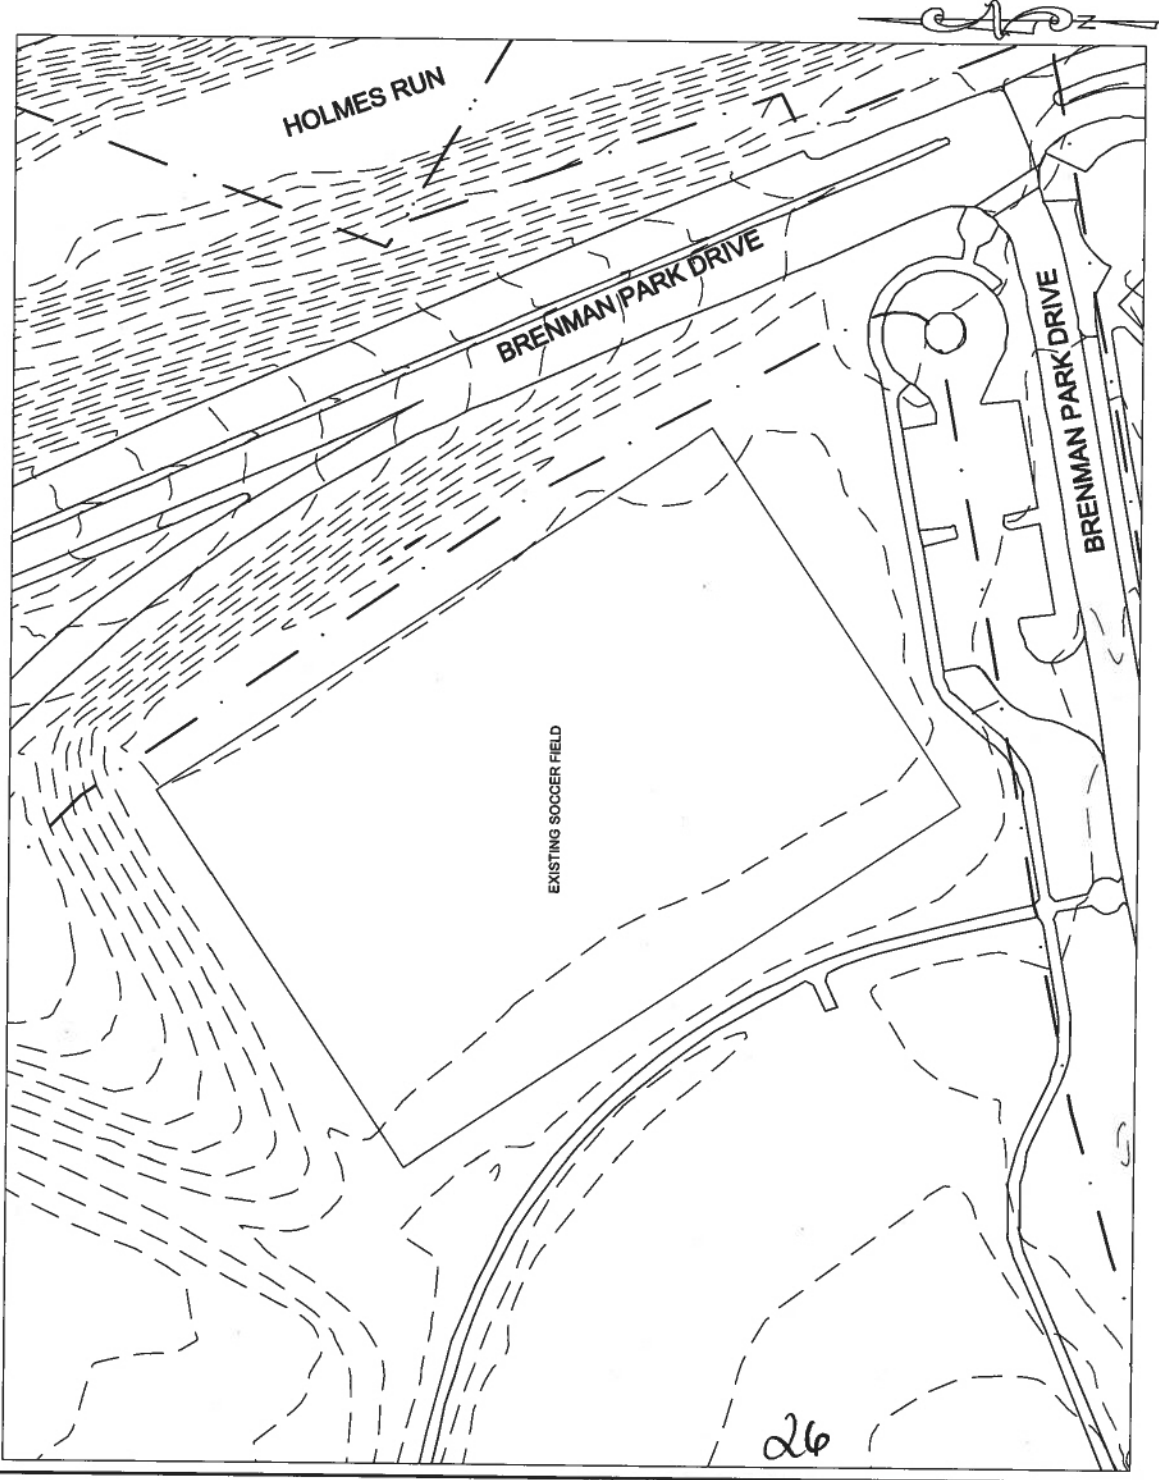 N
HOLMES RUN
BRENMAN PARK DRIVE
BRENMAN PARK DRIVE
EXISTING SOCCER FIELD
26